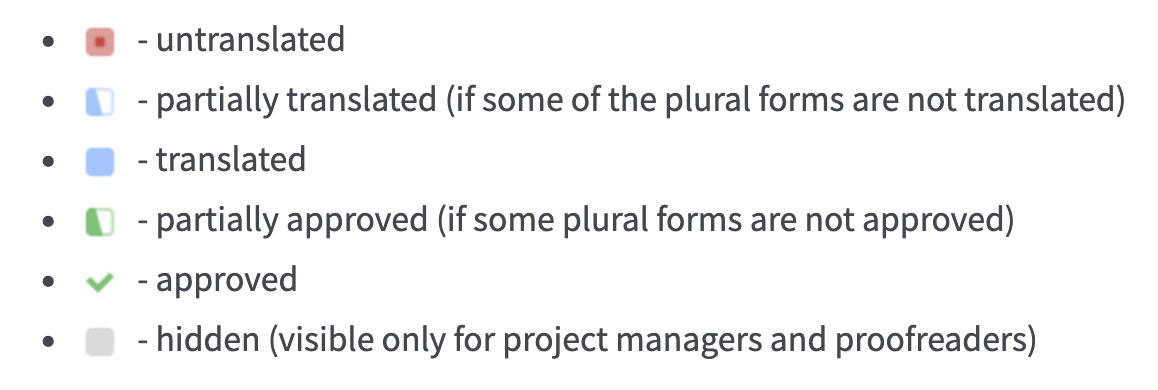 - untranslated
- partially translated (if some of the plural forms are not translated)
- translated
- partially approved (if some plural forms are not approved)
- approved
- hidden (visible only for project managers and proofreaders)